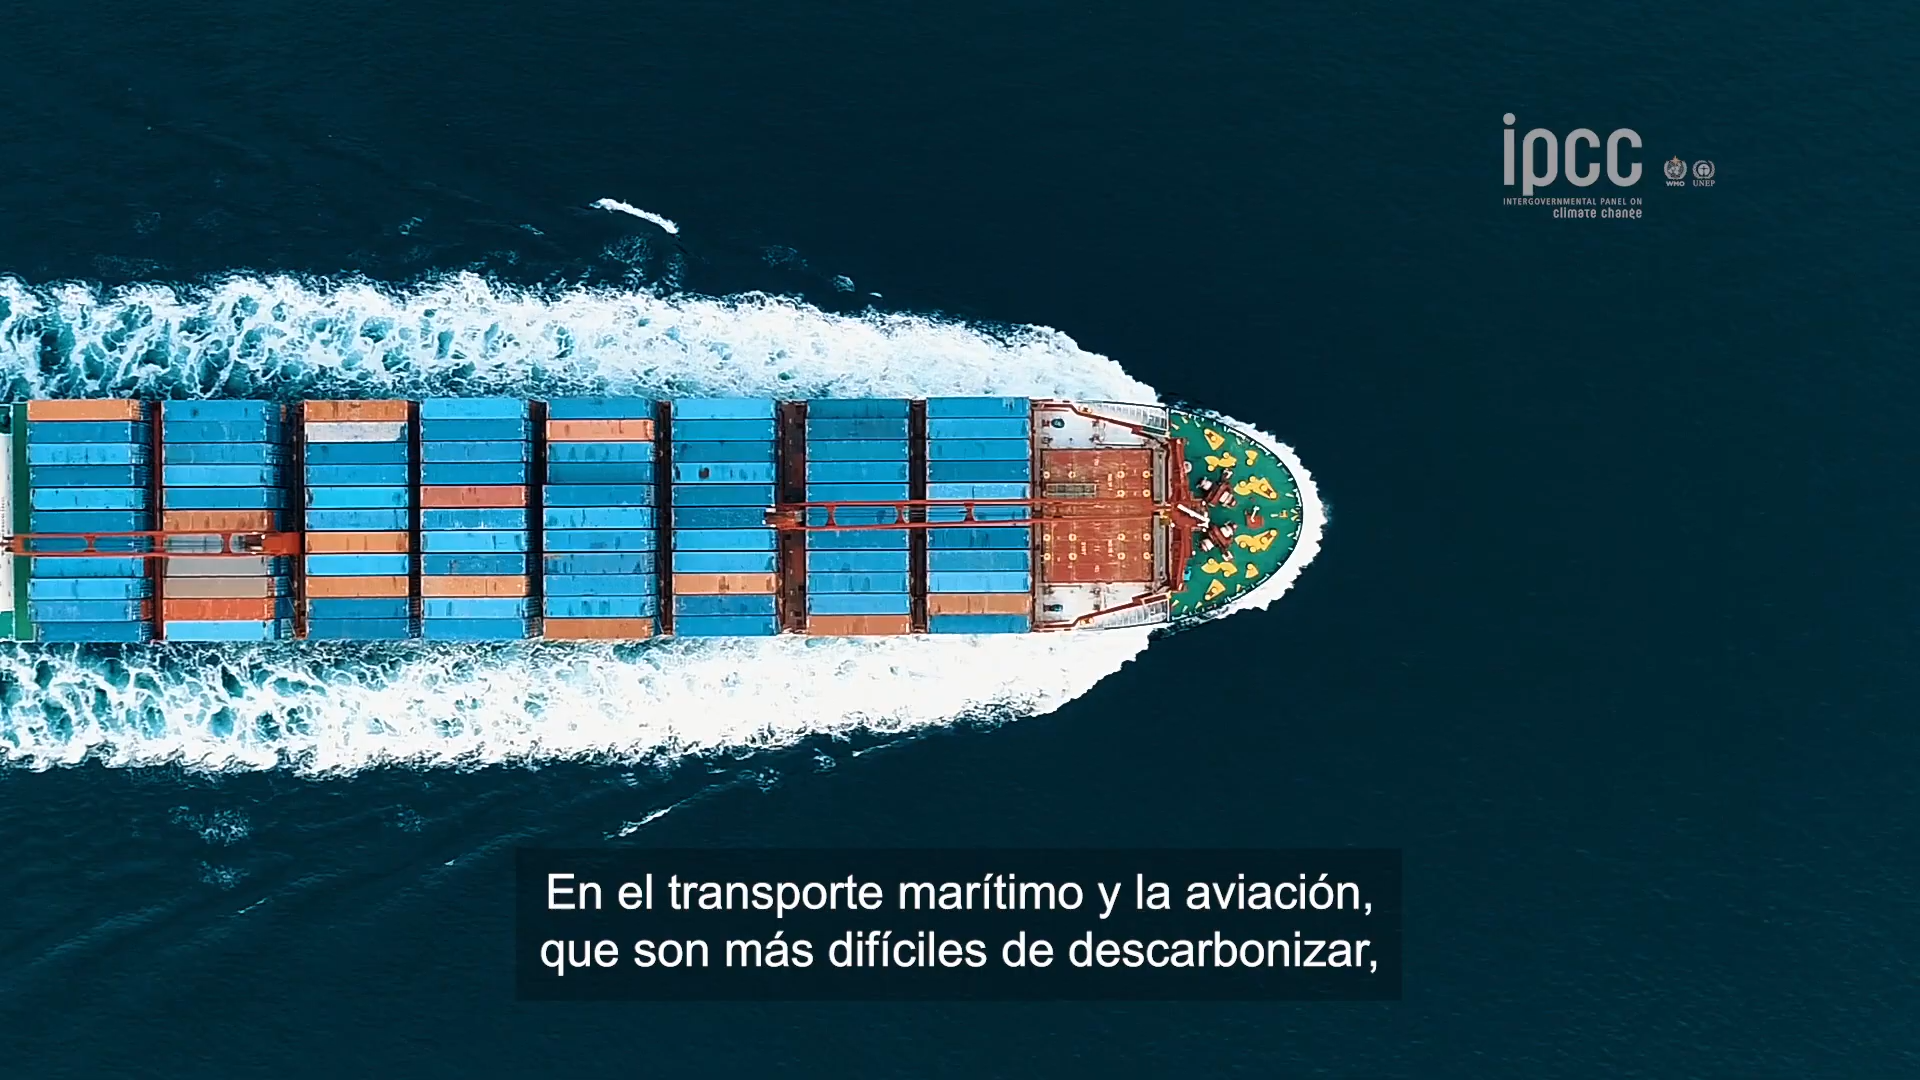 ipcc
WMO UNEP
INTERGOVERNMENTAL PANEL ON
climate change
En el transporte marítimo y la aviación,
que son más difíciles de descarbonizar,